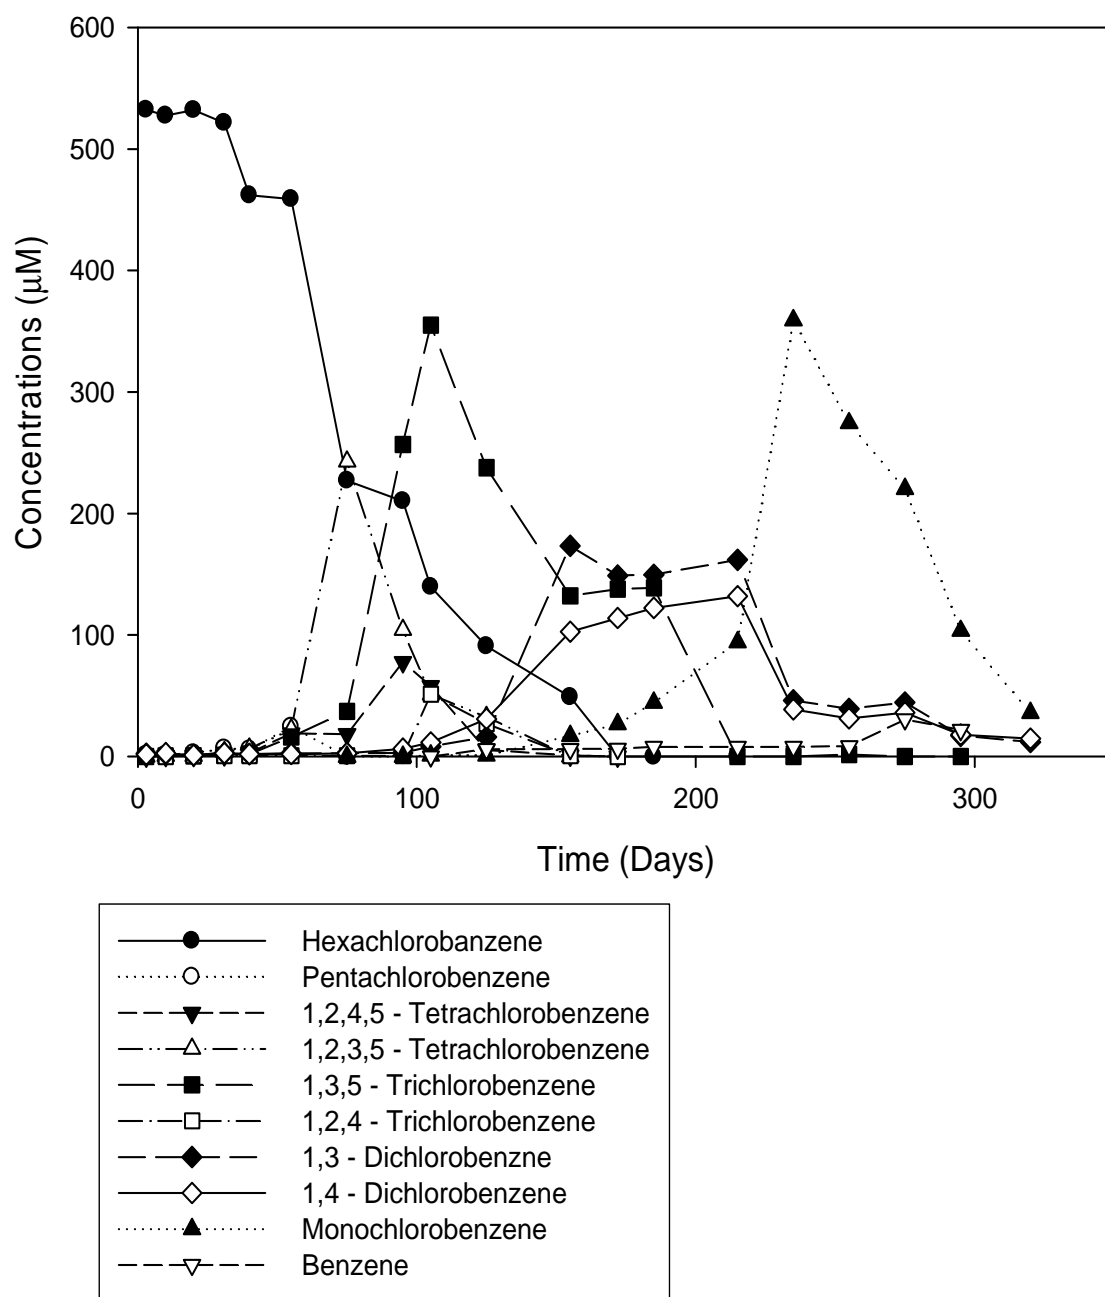 600
500
400
300
200
100
0
Concentrations (μM)
0 100 200 300
Time (Days)
Hexachlorobanzene
Pentachlorobenzene
1,2,4,5 - Tetrachlorobenzene
1,2,3,5 - Tetrachlorobenzene
1,3,5 - Trichlorobenzene
1,2,4 - Trichlorobenzene
1,3 - Dichlorobenzne
1,4 - Dichlorobenzene
Monochlorobenzene
Benzene